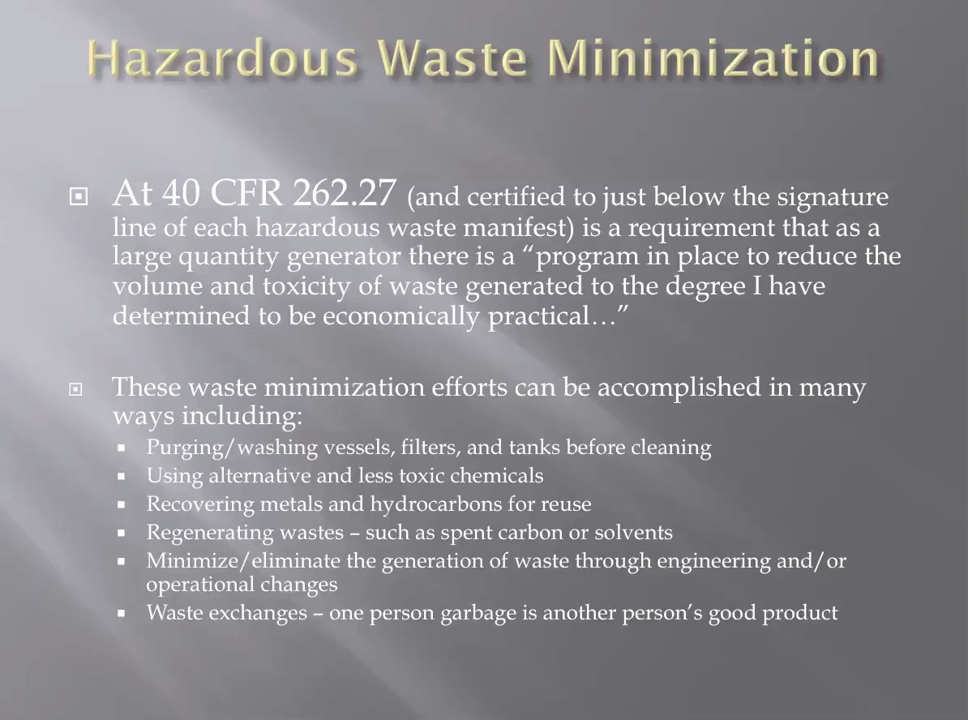 Hazardous Waste Minimization
At 40 CFR 262.27 (and certified to just below the signature
line of each hazardous waste manifest) is a requirement that as a
large quantity generator there is a “program in place to reduce the
volume and toxicity of waste generated to the degree I have
determined to be economically practical…”
These waste minimization efforts can be accomplished in many
ways including:
Purging/washing vessels, filters, and tanks before cleaning
Using alternative and less toxic chemicals
Recovering metals and hydrocarbons for reuse
Regenerating wastes – such as spent carbon or solvents
Minimize/eliminate the generation of waste through engineering and/or
operational changes
Waste exchanges – one person garbage is another person’s good product